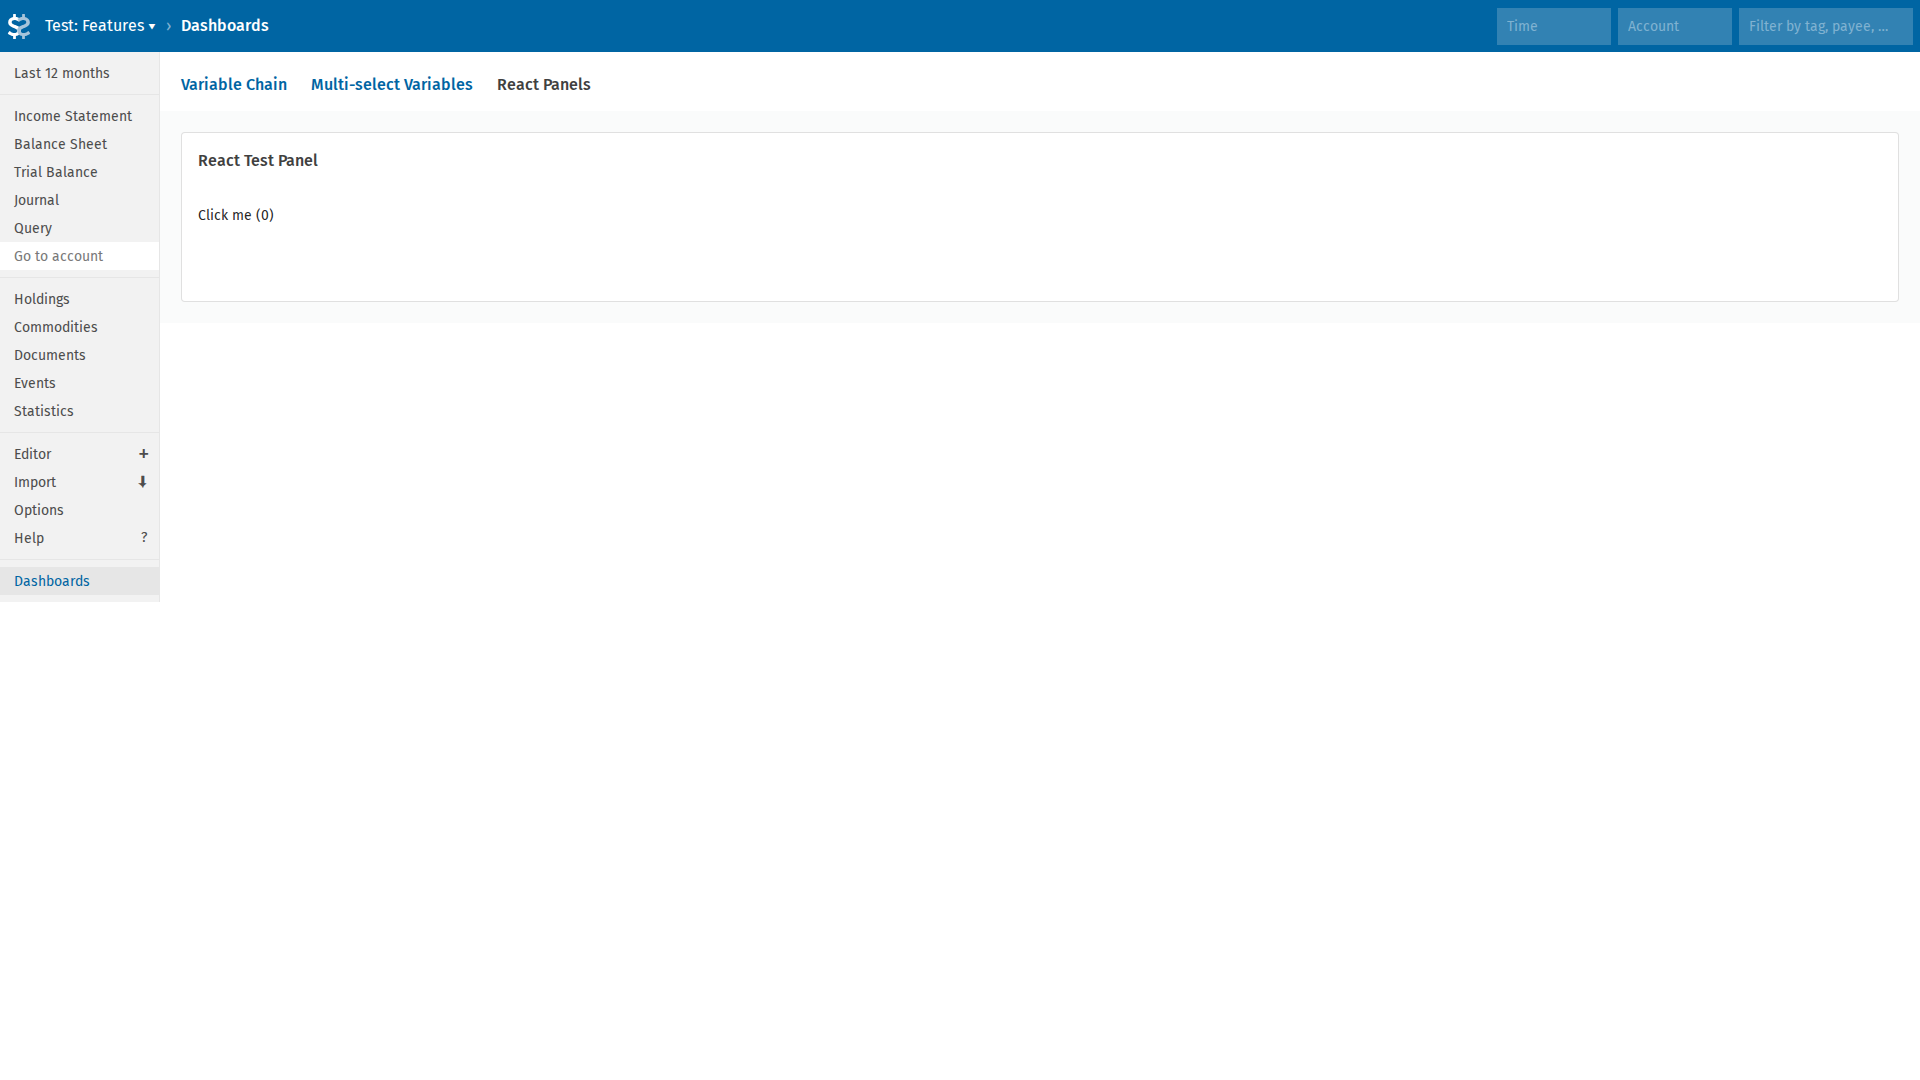 Test: Features ▾ › Dashboards
Time
Account
Filter by tag, payee, ...
Last 12 months
Income Statement
Balance Sheet
Trial Balance
Journal
Query
Go to account
Holdings
Commodities
Documents
Events
Statistics
Editor +
Import ⬇
Options
Help ?
Dashboards
Variable Chain
Multi-select Variables
React Panels
React Test Panel
Click me (0)